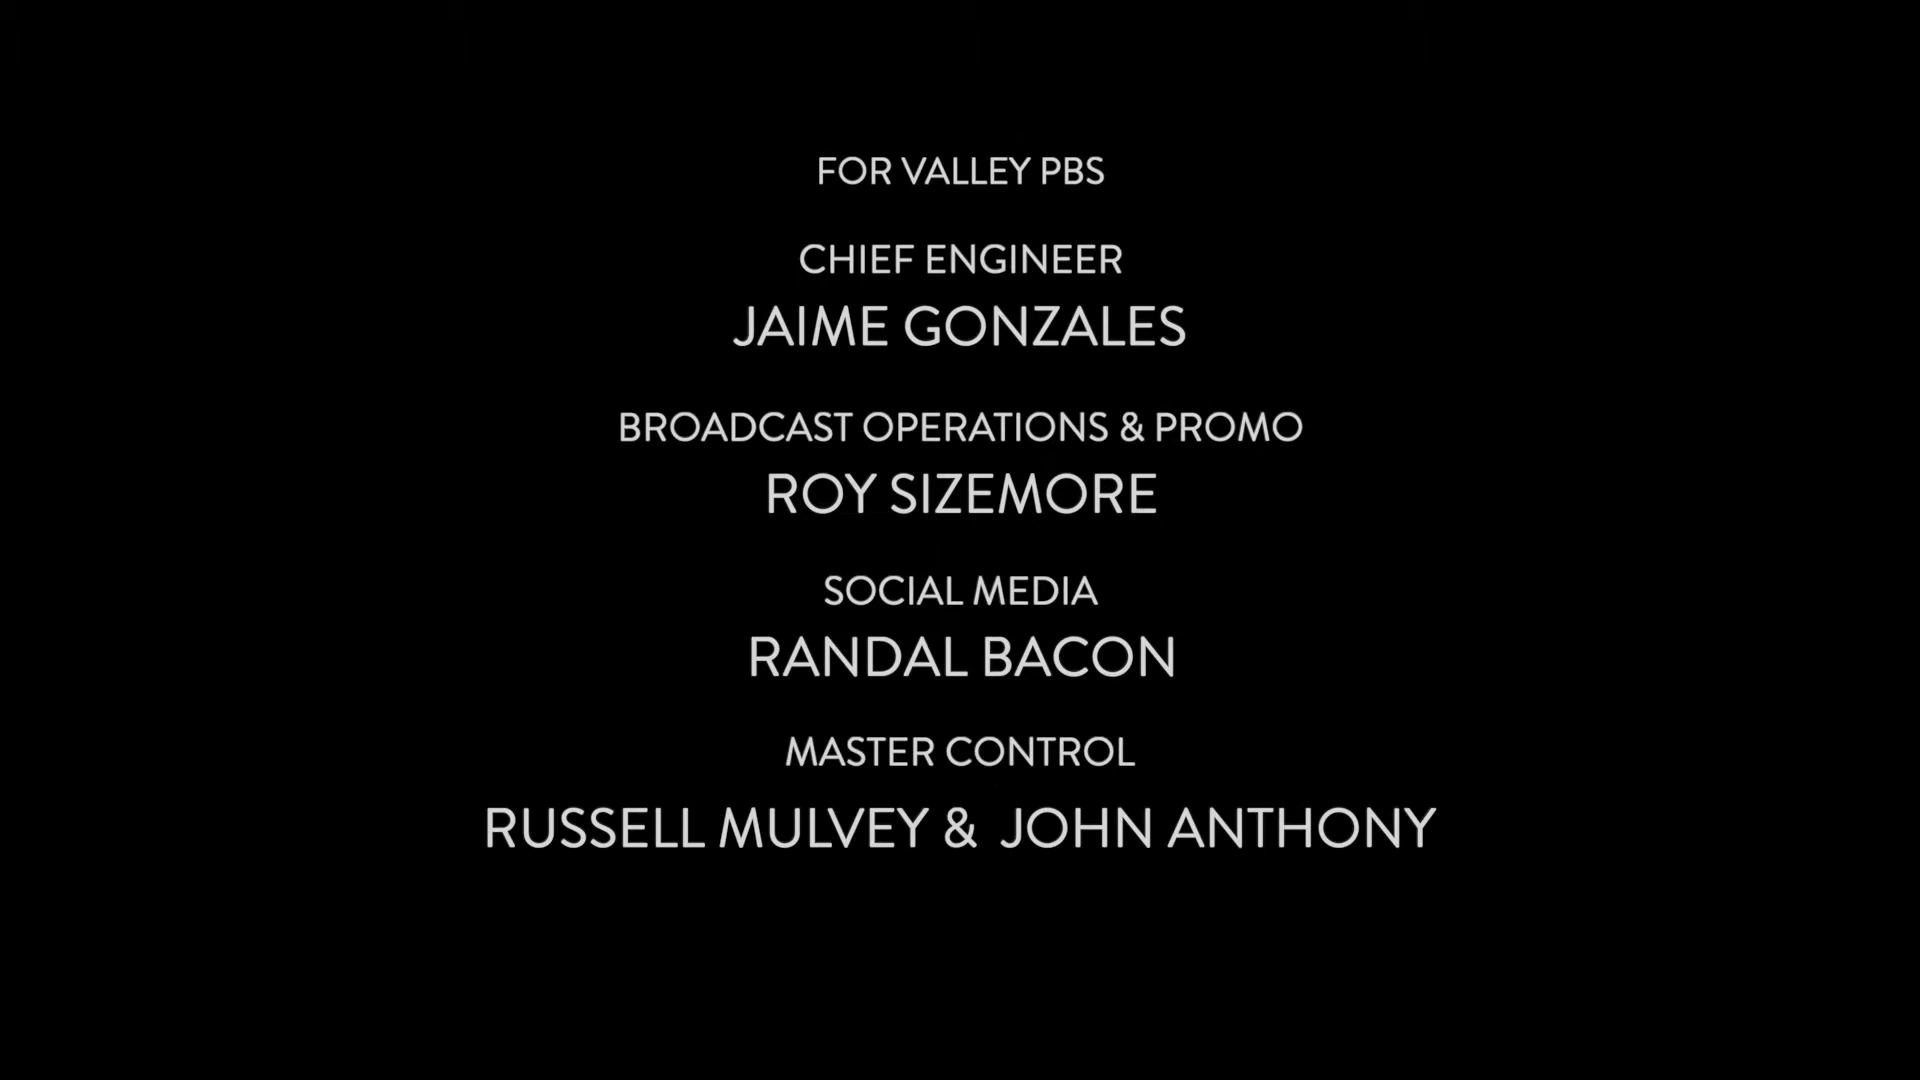 FOR VALLEY PBS
CHIEF ENGINEER
JAIME GONZALES
BROADCAST OPERATIONS & PROMO
ROY SIZEMORE
SOCIAL MEDIA
RANDAL BACON
MASTER CONTROL
RUSSELL MULVEY & JOHN ANTHONY